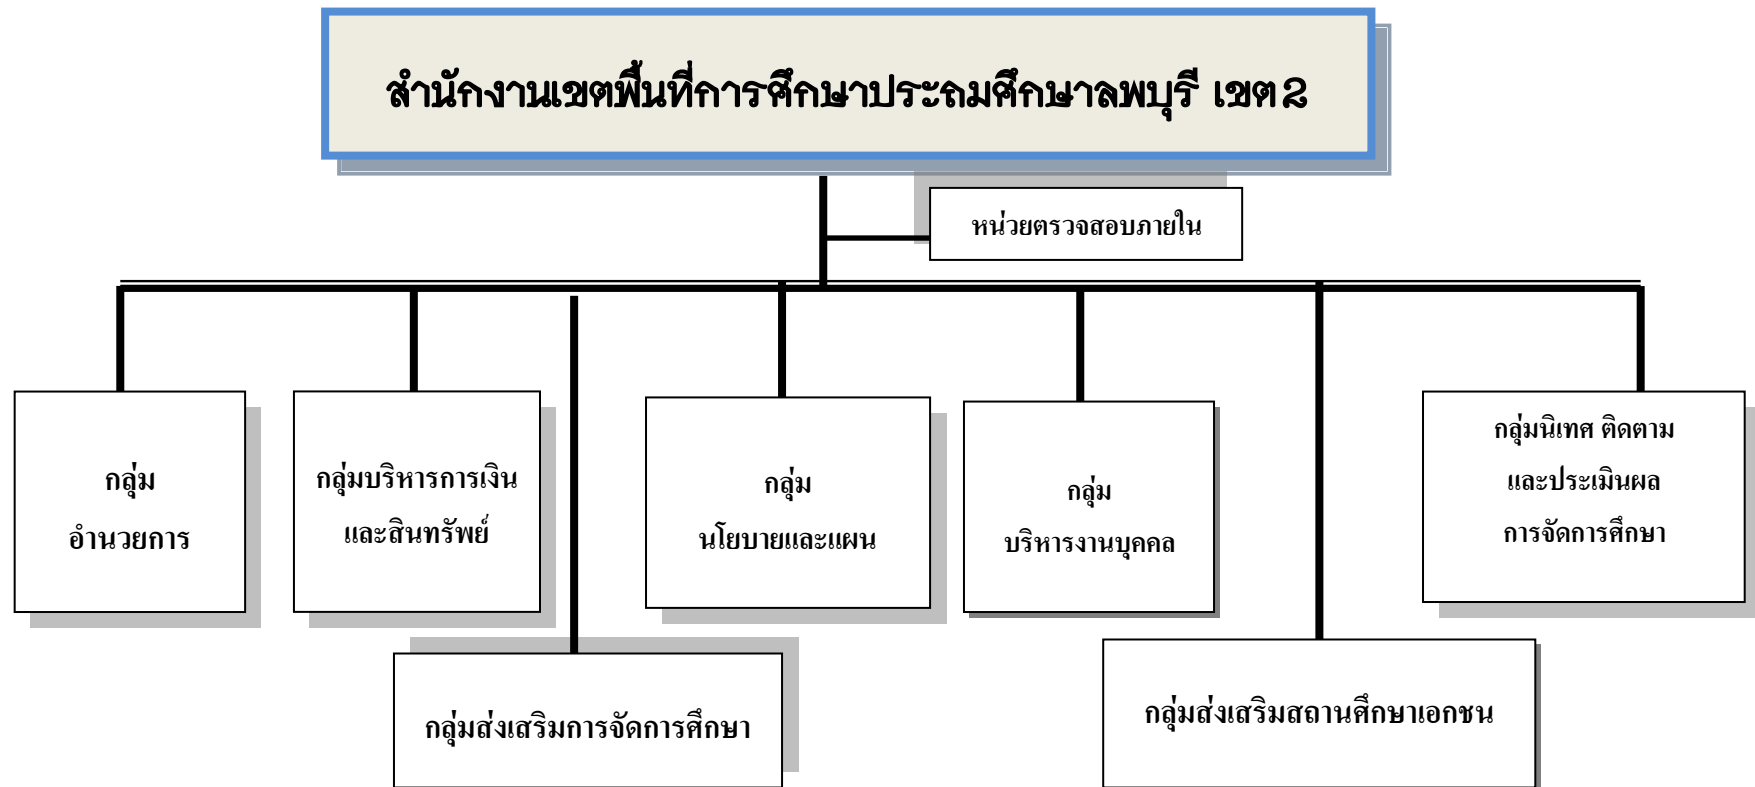 สำนักงานเขตพื้นที่การศึกษาประถมศึกษาลพบุรี เขต2
หน่วยตรวจสอบภายใน
กลุ่ม
อำนวยการ
กลุ่มบริหารการเงิน
และสินทรัพย์
กลุ่ม
นโยบายและแผน
กลุ่ม
บริหารงานบุคคล
กลุ่มนิเทศ ติดตาม
และประเมินผล
การจัดการศึกษา
กลุ่มส่งเสริมการจัดการศึกษา
กลุ่มส่งเสริมสถานศึกษาเอกชน